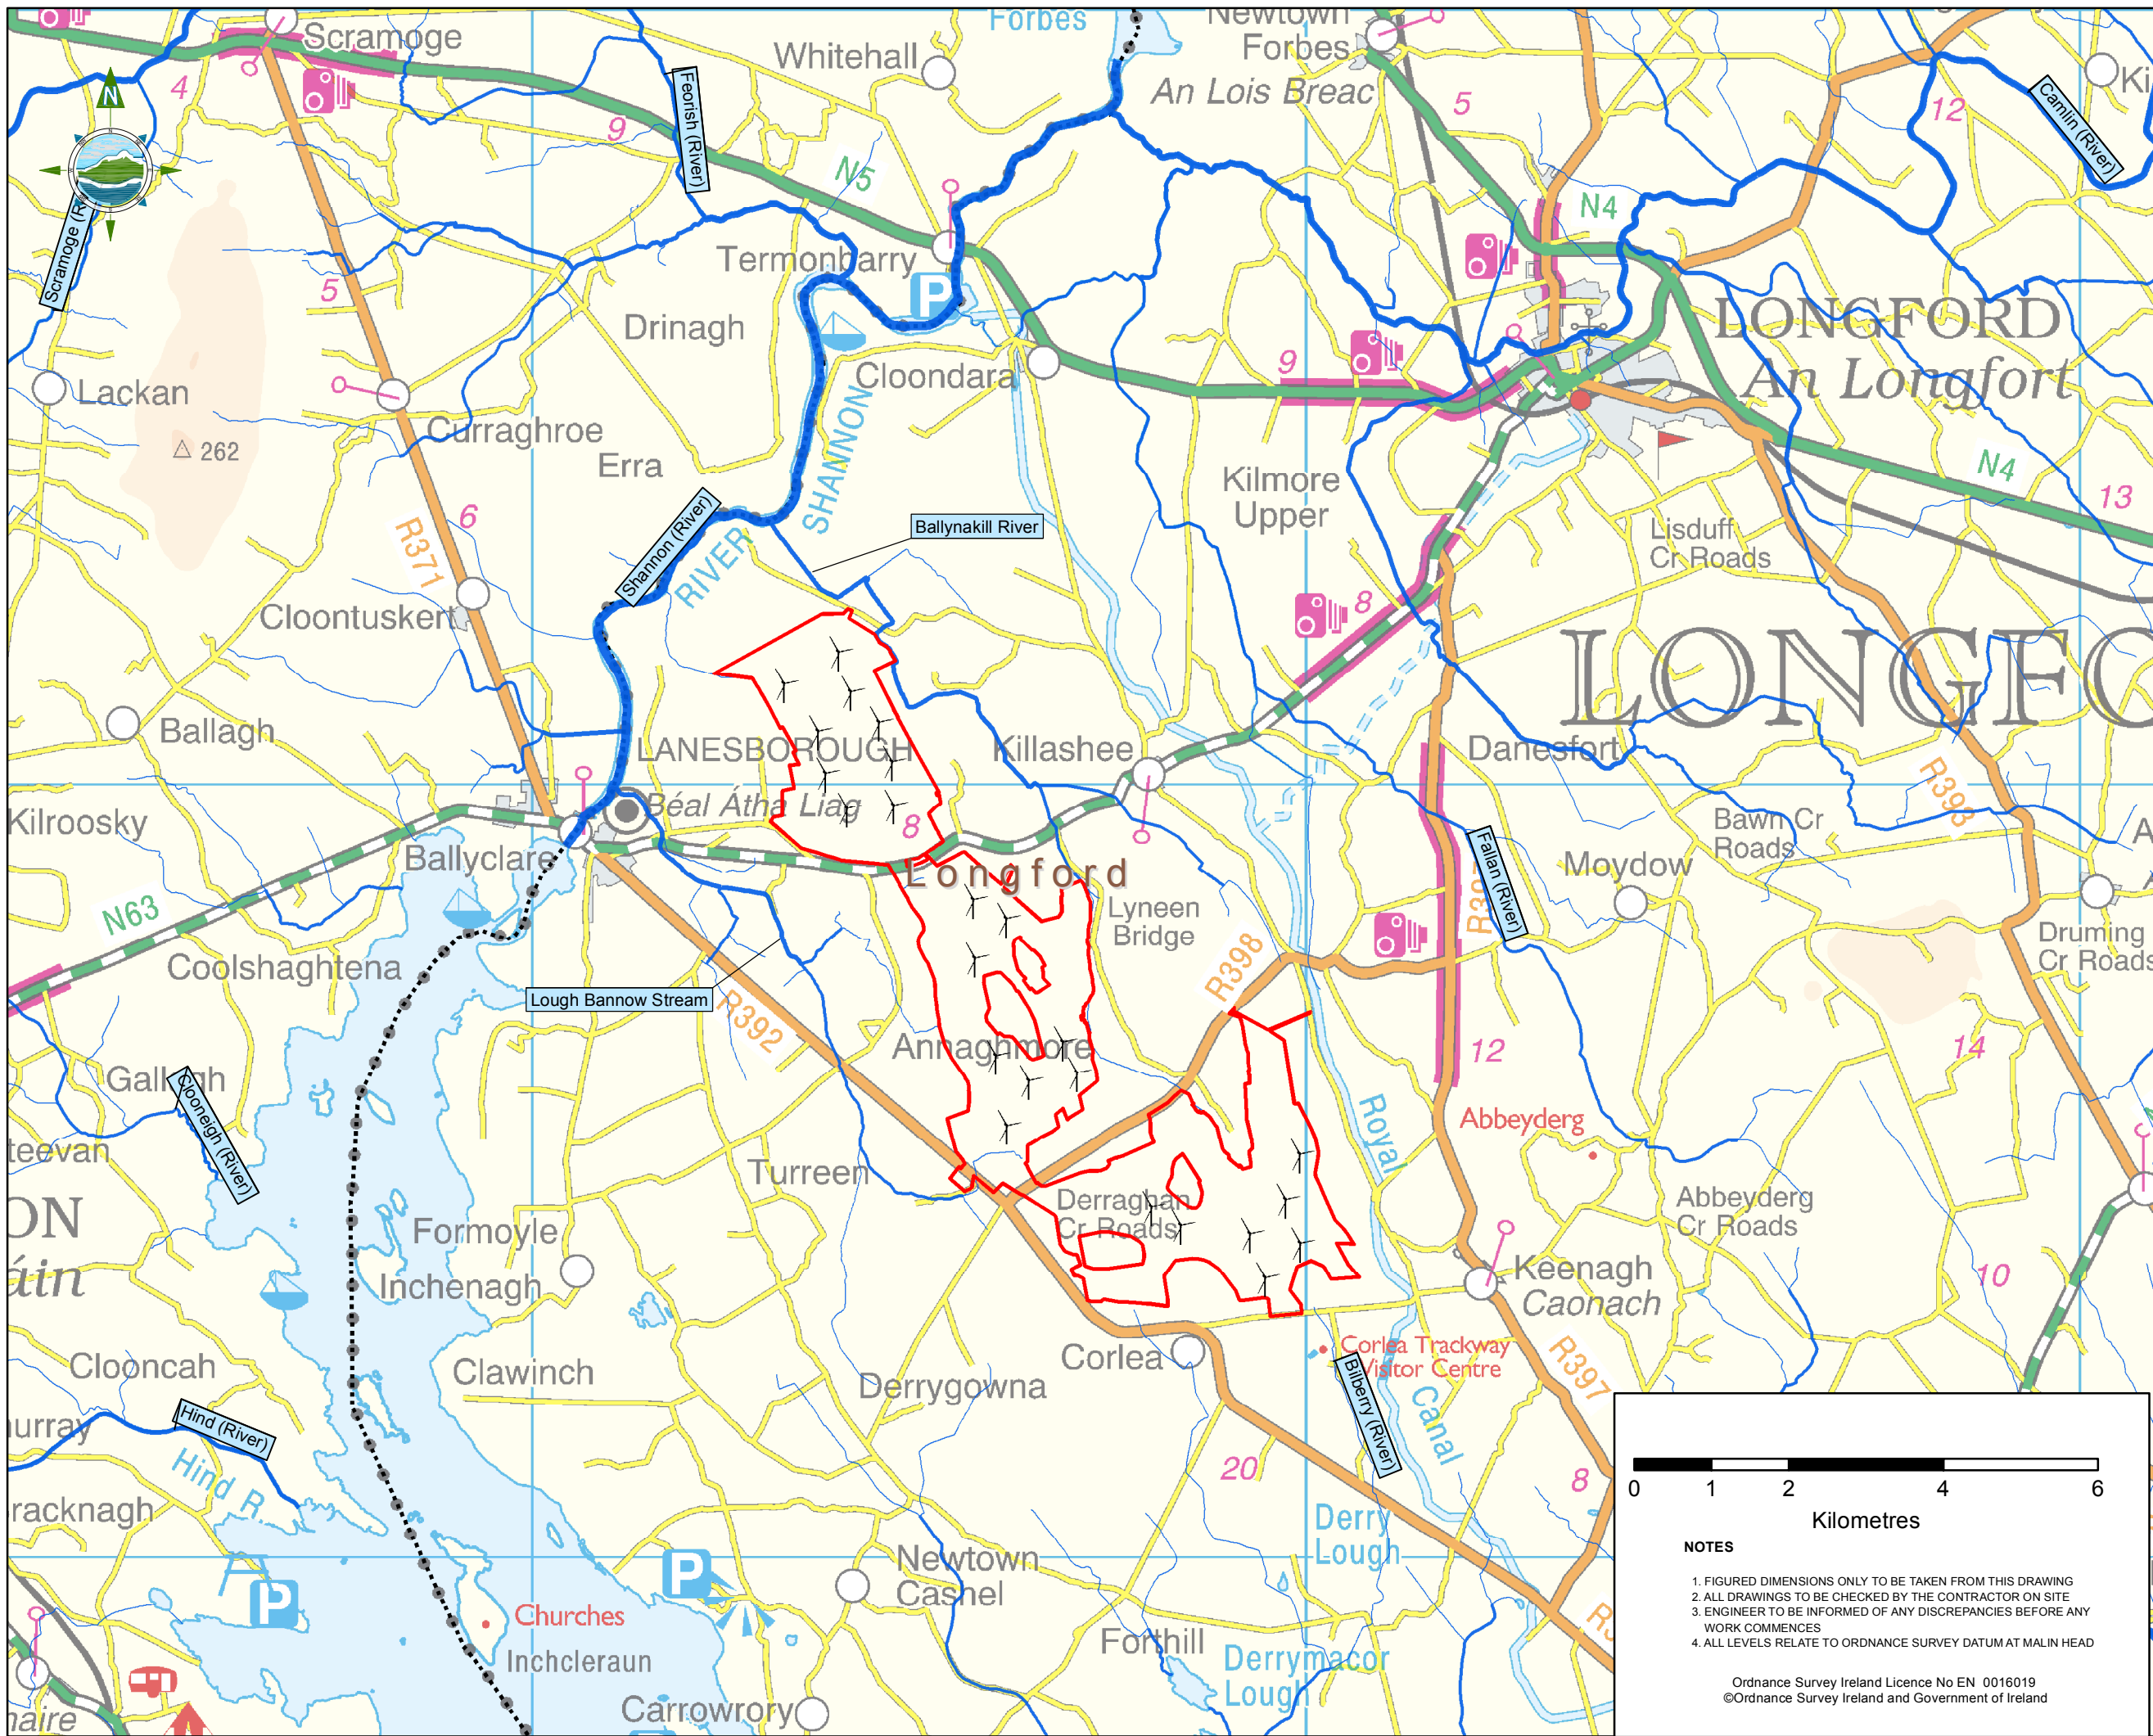 Forbes
Newtown
Forbes
An Lois Breac
Scramoge
Whitehall
4
9
5
12
N
Feorish (River)
Camlin (River)
N5
N4
Scramoge (R
Termonbarry
P
5
Drinagh
LONGFORD
An Longfort
Lackan
Cloondara
9
262
Curraghroe
Erra
SHANNON
Kilmore
Upper
N4
13
6
R371
Shannon (River)
RIVER
Ballynakill River
Lisduff
Cr Roads
Cloontuskert
8
LONGFO
Ballagh
LANESBOROUGH
Killashee
Danesfort
R393
Kilroosky
Béal Átha Liag
8
Bawn Cr
Roads
Ballyclare
Longford
Moydow
Fallan (River)
N63
Lyneen
Bridge
R398
Druming
Cr Roads
Coolshaghtena
Lough Bannow Stream
R392
Annaghmore
12
14
Gallagh
Clooneigh (River)
Royal
Abbeyderg
teevan
Turreen
Derraghan
Cr Roads
Abbeyderg
Cr Roads
ON
áin
Formoyle
Inchenagh
Keenagh
Caonach
10
Clooncah
Clawinch
Corlea
Corlea Trackway
Visitor Centre
R397
Derrygowna
Bilberry (River)
Canal
urray
Hind (River)
Hind R
20
8
racknagh
Derry
Lough
Newtown
Cashel
P
P
Churches
Inchcleraun
Forthill
Derrymacor
Lough
Carrowrory
naire
0 1 2 4 6
Kilometres
NOTES
1. FIGURED DIMENSIONS ONLY TO BE TAKEN FROM THIS DRAWING
2. ALL DRAWINGS TO BE CHECKED BY THE CONTRACTOR ON SITE
3. ENGINEER TO BE INFORMED OF ANY DISCREPANCIES BEFORE ANY
WORK COMMENCES
4. ALL LEVELS RELATE TO ORDNANCE SURVEY DATUM AT MALIN HEAD
Ordnance Survey Ireland Licence No EN 0016019
©Ordnance Survey Ireland and Government of Ireland